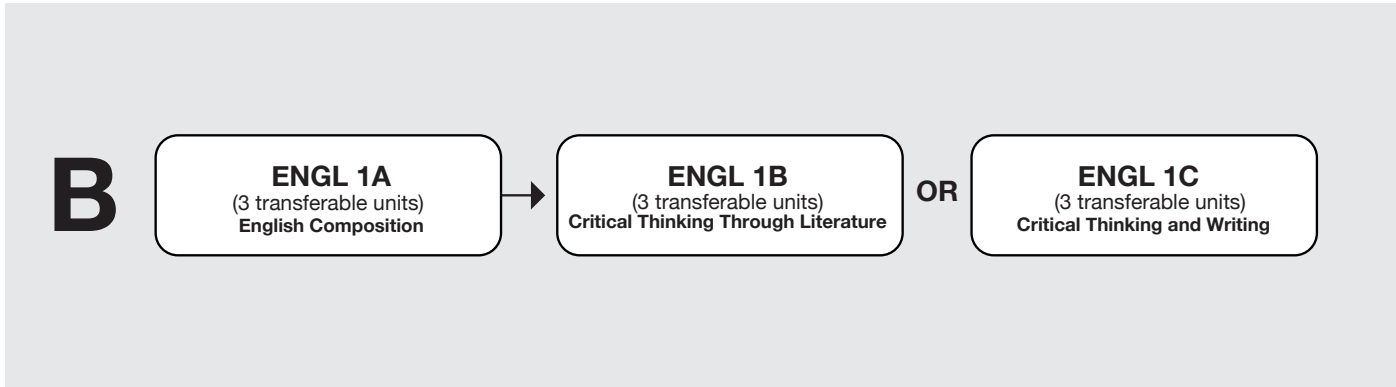 B
ENGL 1A
(3 transferable units)
English Composition
ENGL 1B
(3 transferable units)
Critical Thinking Through Literature
OR
ENGL 1C
(3 transferable units)
Critical Thinking and Writing